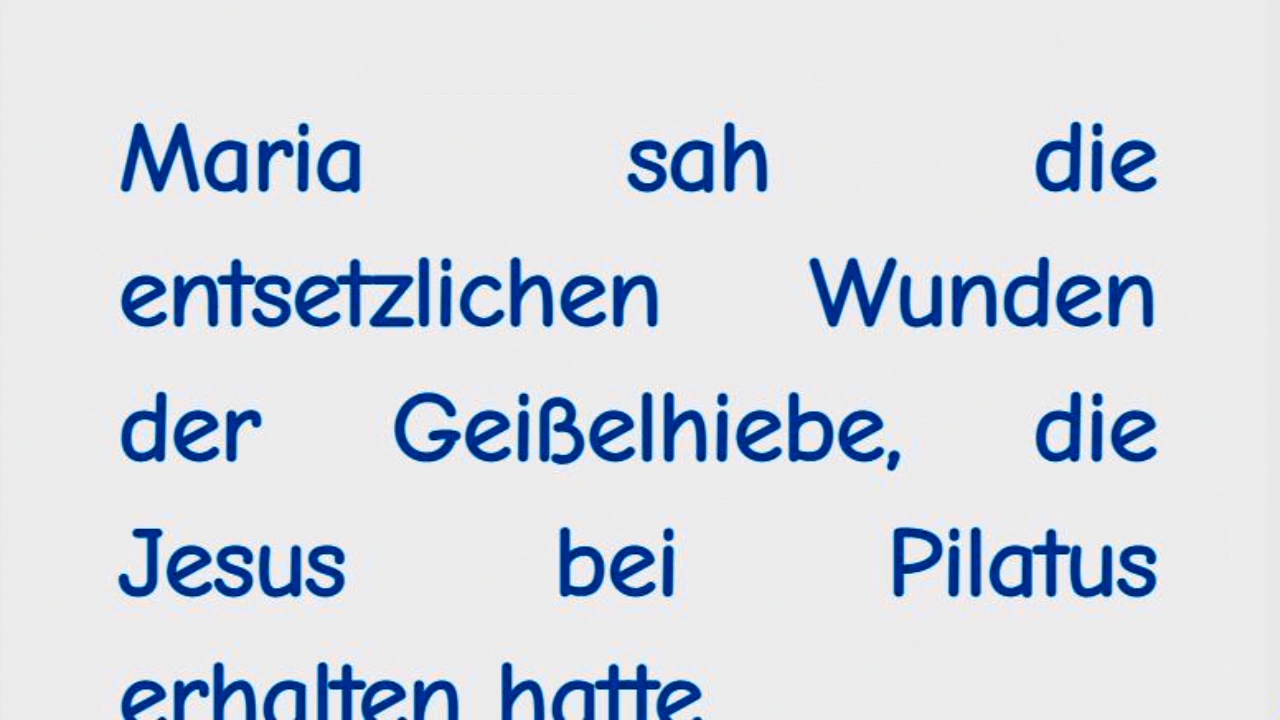 Maria sah die
entsetzlichen Wunden
der Geißelhiebe, die
Jesus bei Pilatus
erhalten hatte